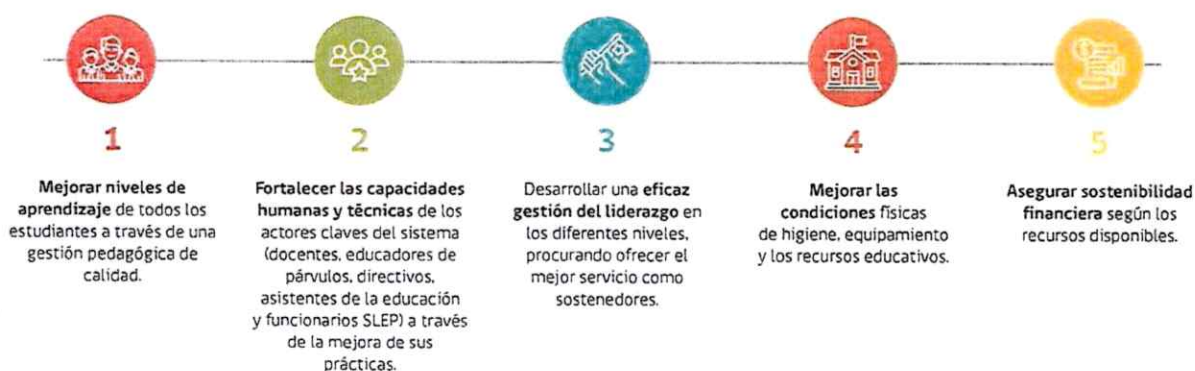 1
Mejorar niveles de
aprendizaje de todos los
estudiantes a través de una
gestión pedagógica de
calidad.
2
Fortalecer las capacidades
humanas y técnicas de los
actores claves del sistema
(docentes, educadores de
párvulos, directivos,
asistentes de la educación
y funcionarios SLEP) a través
de la mejora de sus
prácticas.
3
Desarrollar una eficaz
gestión del liderazgo en
los diferentes niveles,
procurando ofrecer el
mejor servicio como
sostenedores.
4
Mejorar las
condiciones físicas
de higiene, equipamiento
y los recursos educativos.
5
Asegurar sostenibilidad
financiera según los
recursos disponibles.